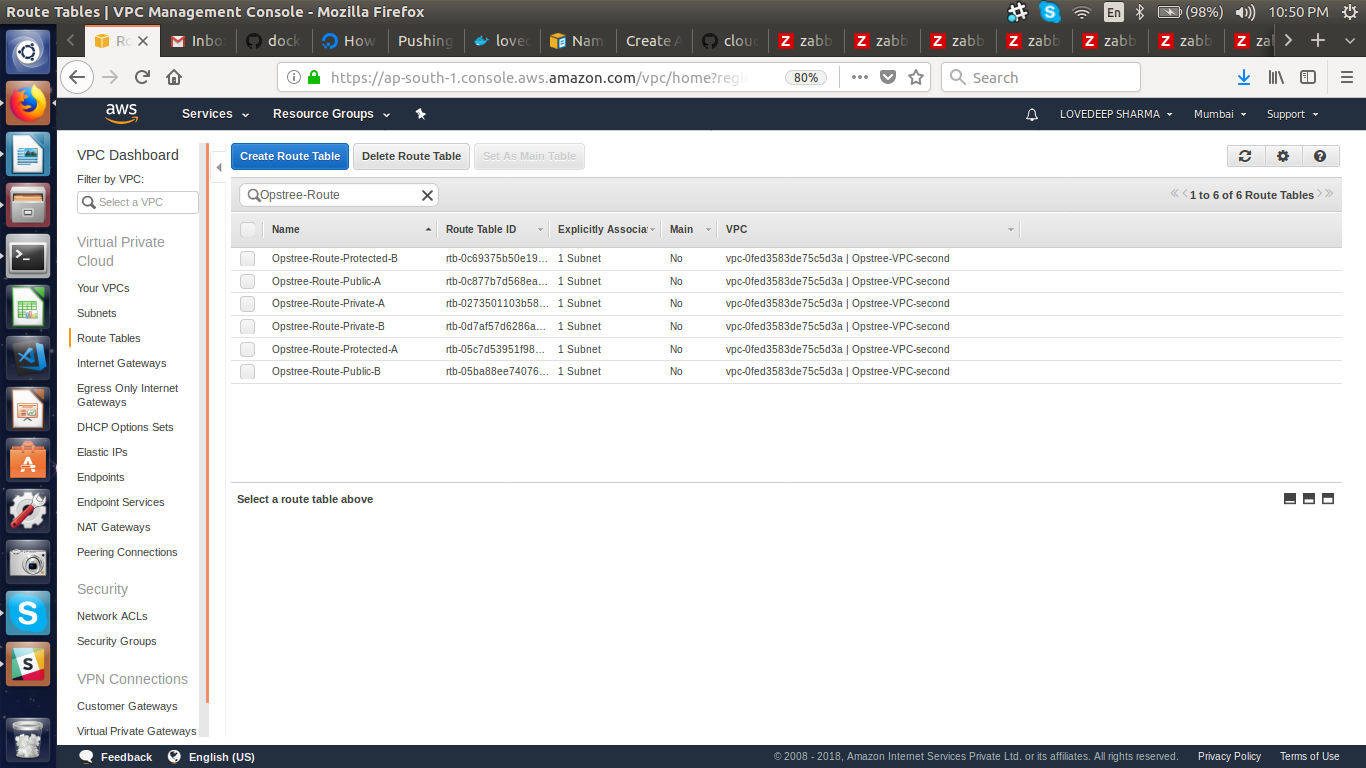 Route Tables | VPC Management Console - Mozilla Firefox
En
(98%)
10:50 PM
Inbo
dock
How
Pushing
loved
Nam
Create A
clou
zabb
zabb
zabb
zabb
zabb
zabb
zab
https://ap-south-1.console.aws.amazon.com/vpc/home?regi
80%
Search
aws
Services
Resource Groups
LOVEDEEP SHARMA
Mumbai
Support
VPC Dashboard
Filter by VPC:
Select a VPC
Virtual Private
Cloud
Your VPCs
Subnets
Route Tables
Internet Gateways
Egress Only Internet
Gateways
DHCP Options Sets
Elastic IPs
Endpoints
Endpoint Services
NAT Gateways
Peering Connections
Security
Network ACLs
Security Groups
VPN Connections
Customer Gateways
Virtual Private Gateways
Create Route Table
Delete Route Table
Set As Main Table
Opstree-Route
1 to 6 of 6 Route Tables
Name Route Table ID Explicitly Associat Main VPC
Opstree-Route-Protected-B rtb-0c69375b50e19... 1 Subnet No vpc-0fed3583de75c5d3a | Opstree-VPC-second
Opstree-Route-Public-A rtb-0c877b7d568ea... 1 Subnet No vpc-0fed3583de75c5d3a | Opstree-VPC-second
Opstree-Route-Private-A rtb-0273501103b58... 1 Subnet No vpc-0fed3583de75c5d3a | Opstree-VPC-second
Opstree-Route-Private-B rtb-0d7af57d6286a... 1 Subnet No vpc-0fed3583de75c5d3a | Opstree-VPC-second
Opstree-Route-Protected-A rtb-05c7d53951f98... 1 Subnet No vpc-0fed3583de75c5d3a | Opstree-VPC-second
Opstree-Route-Public-B rtb-05ba88ee74076... 1 Subnet No vpc-0fed3583de75c5d3a | Opstree-VPC-second
Select a route table above
Feedback
English (US)
© 2008 - 2018, Amazon Internet Services Private Ltd. or its affiliates. All rights reserved.
Privacy Policy
Terms of Use